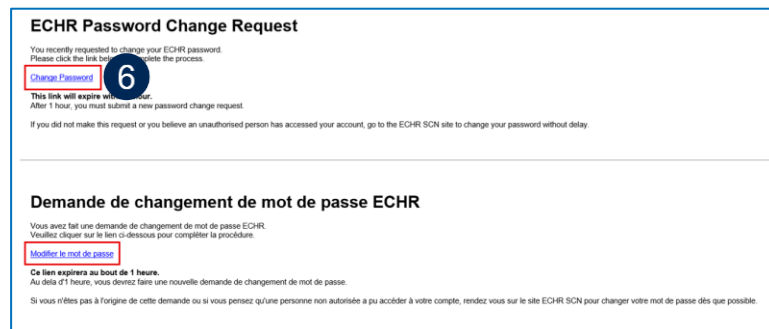 ECHR Password Change Request
You recently requested to change your ECHR password.
Please click the link complete the process.
Change Password
6
This link will expire hour.
After 1 hour, you must submit a new password change request.
If you did not make this request or you believe an unauthorised person has accessed your account, go to the ECHR SCN site to change your password without delay.
Demande de changement de mot de passe ECHR
Vous avez fait une demande de changement de mot de passe ECHR.
Veuillez cliquer sur le lien ci-dessous pour compléter la procédure.
Modifier le mot de passe
Ce lien expirera au bout de 1 heure.
Au dela d'1 heure, vous devrez faire une nouvelle demande de changement de mot de passe.
Si vous n'êtes pas à l'origine de cette demande ou si vous pensez qu'une personne non autorisée a pu accéder à votre compte, rendez vous sur le site ECHR SCN pour changer votre mot de passe dès que possible.